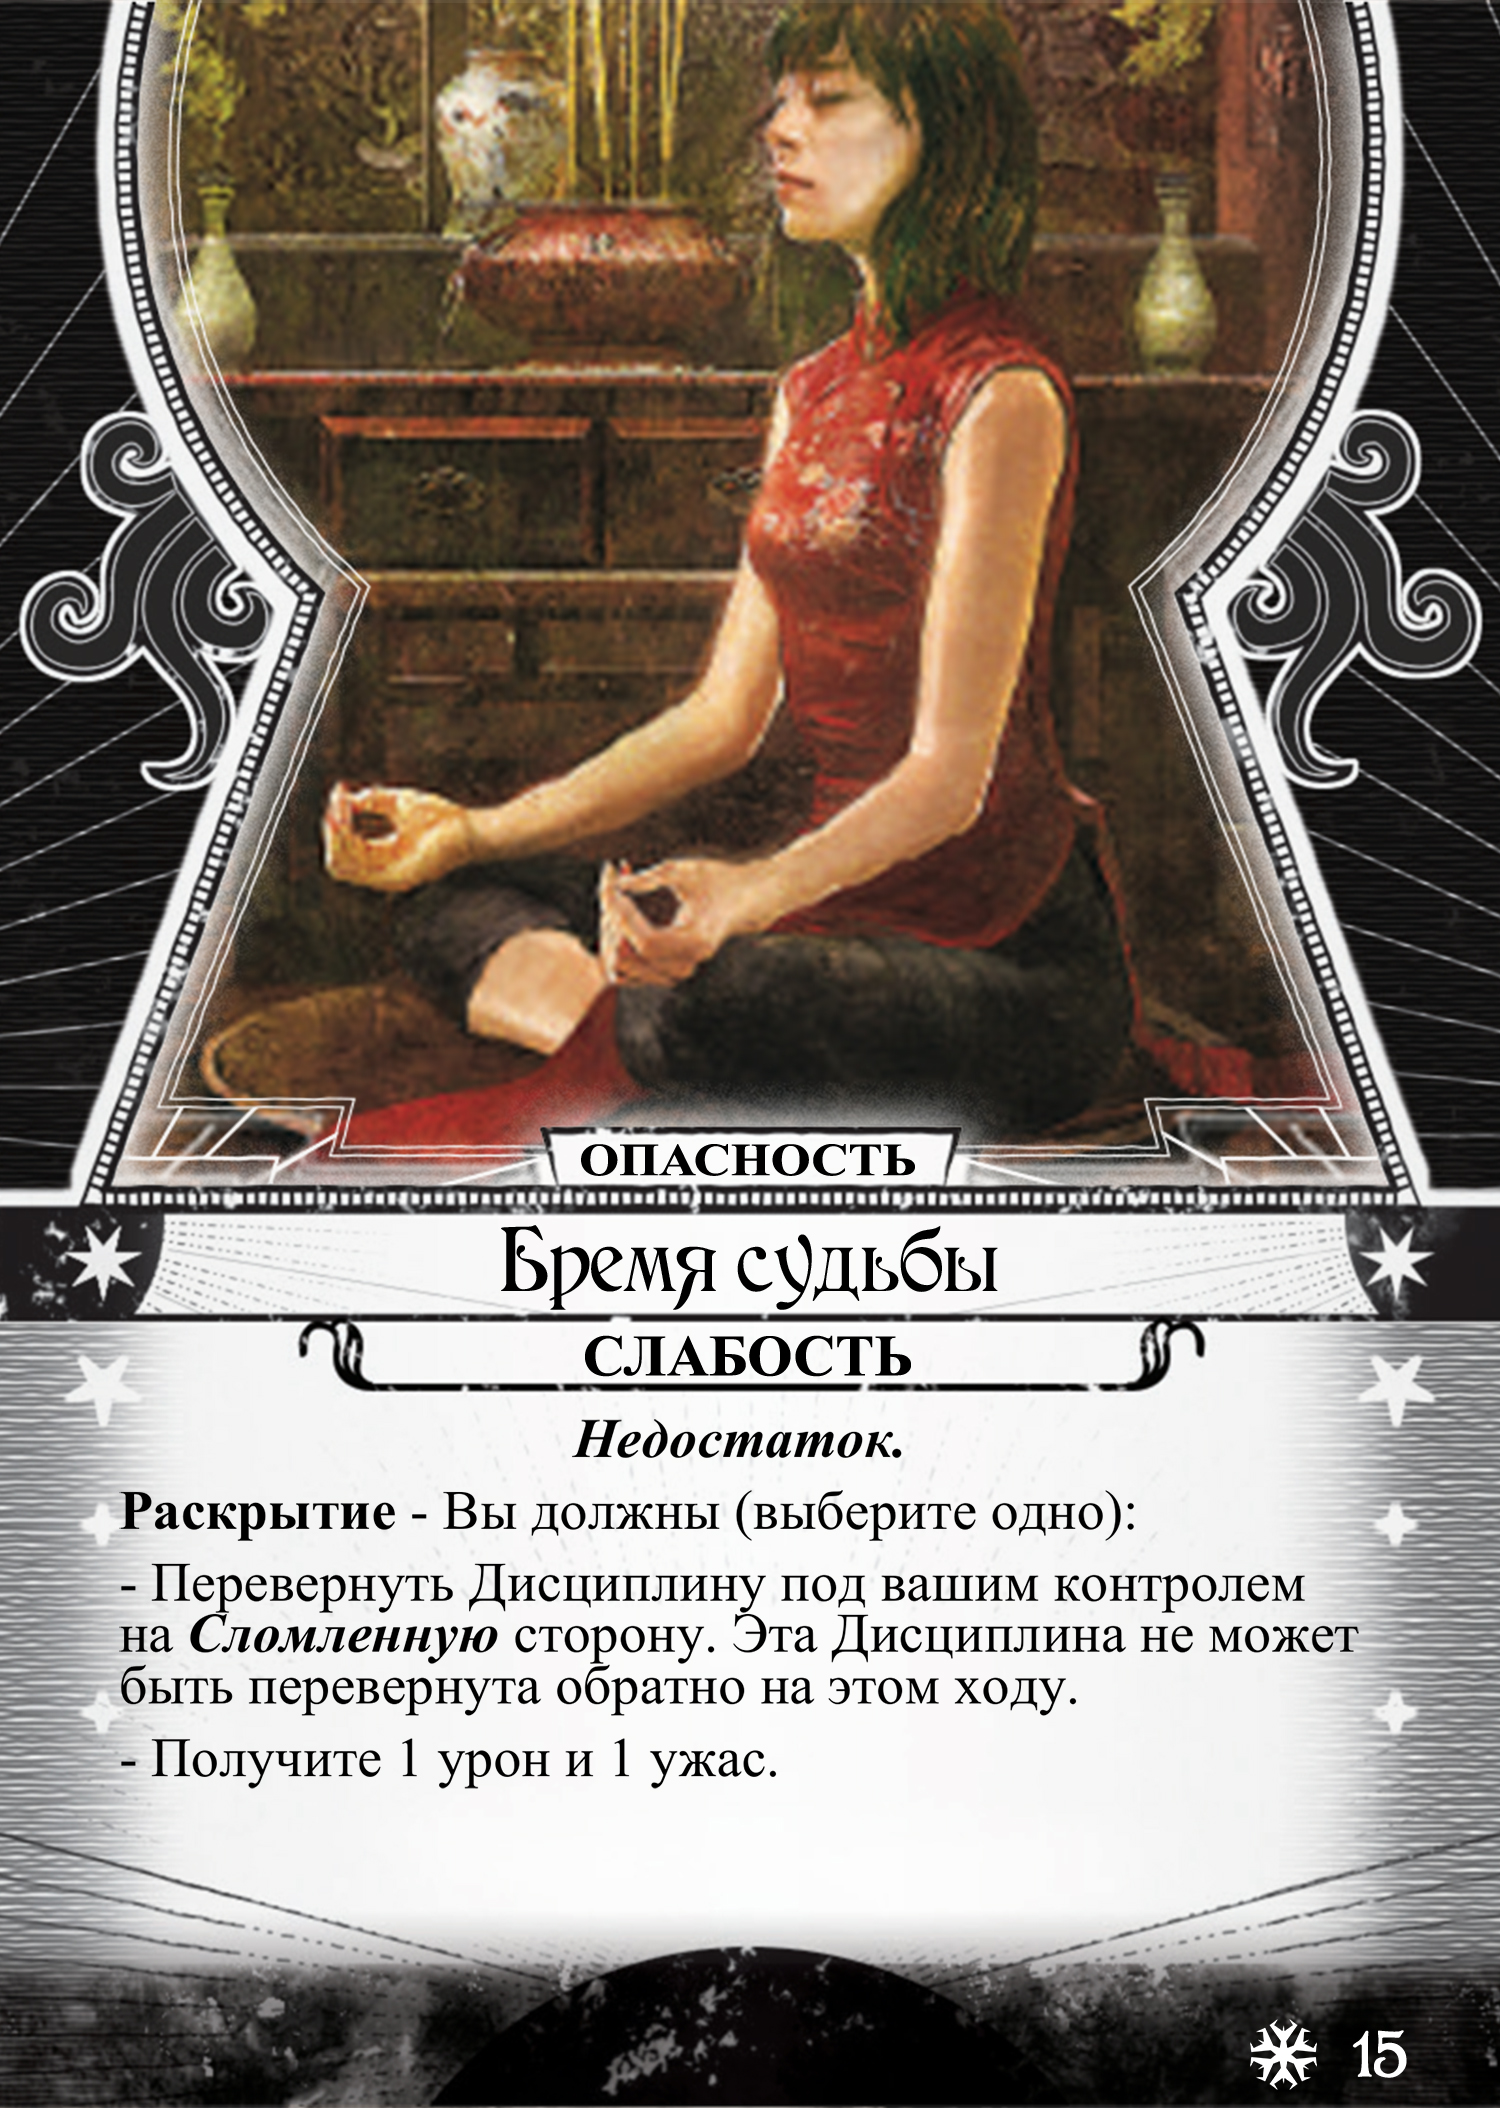 ОПАСНОСТЬ
Бремя судьбы
СЛАБОСТЬ
Недостаток.
Раскрытие - Вы должны (выберите одно):
- Перевернуть Дисциплину под вашим контролем
на Сломленную сторону. Эта Дисциплина не может
быть перевернута обратно на этом ходу.
- Получите 1 урон и 1 ужас.
15